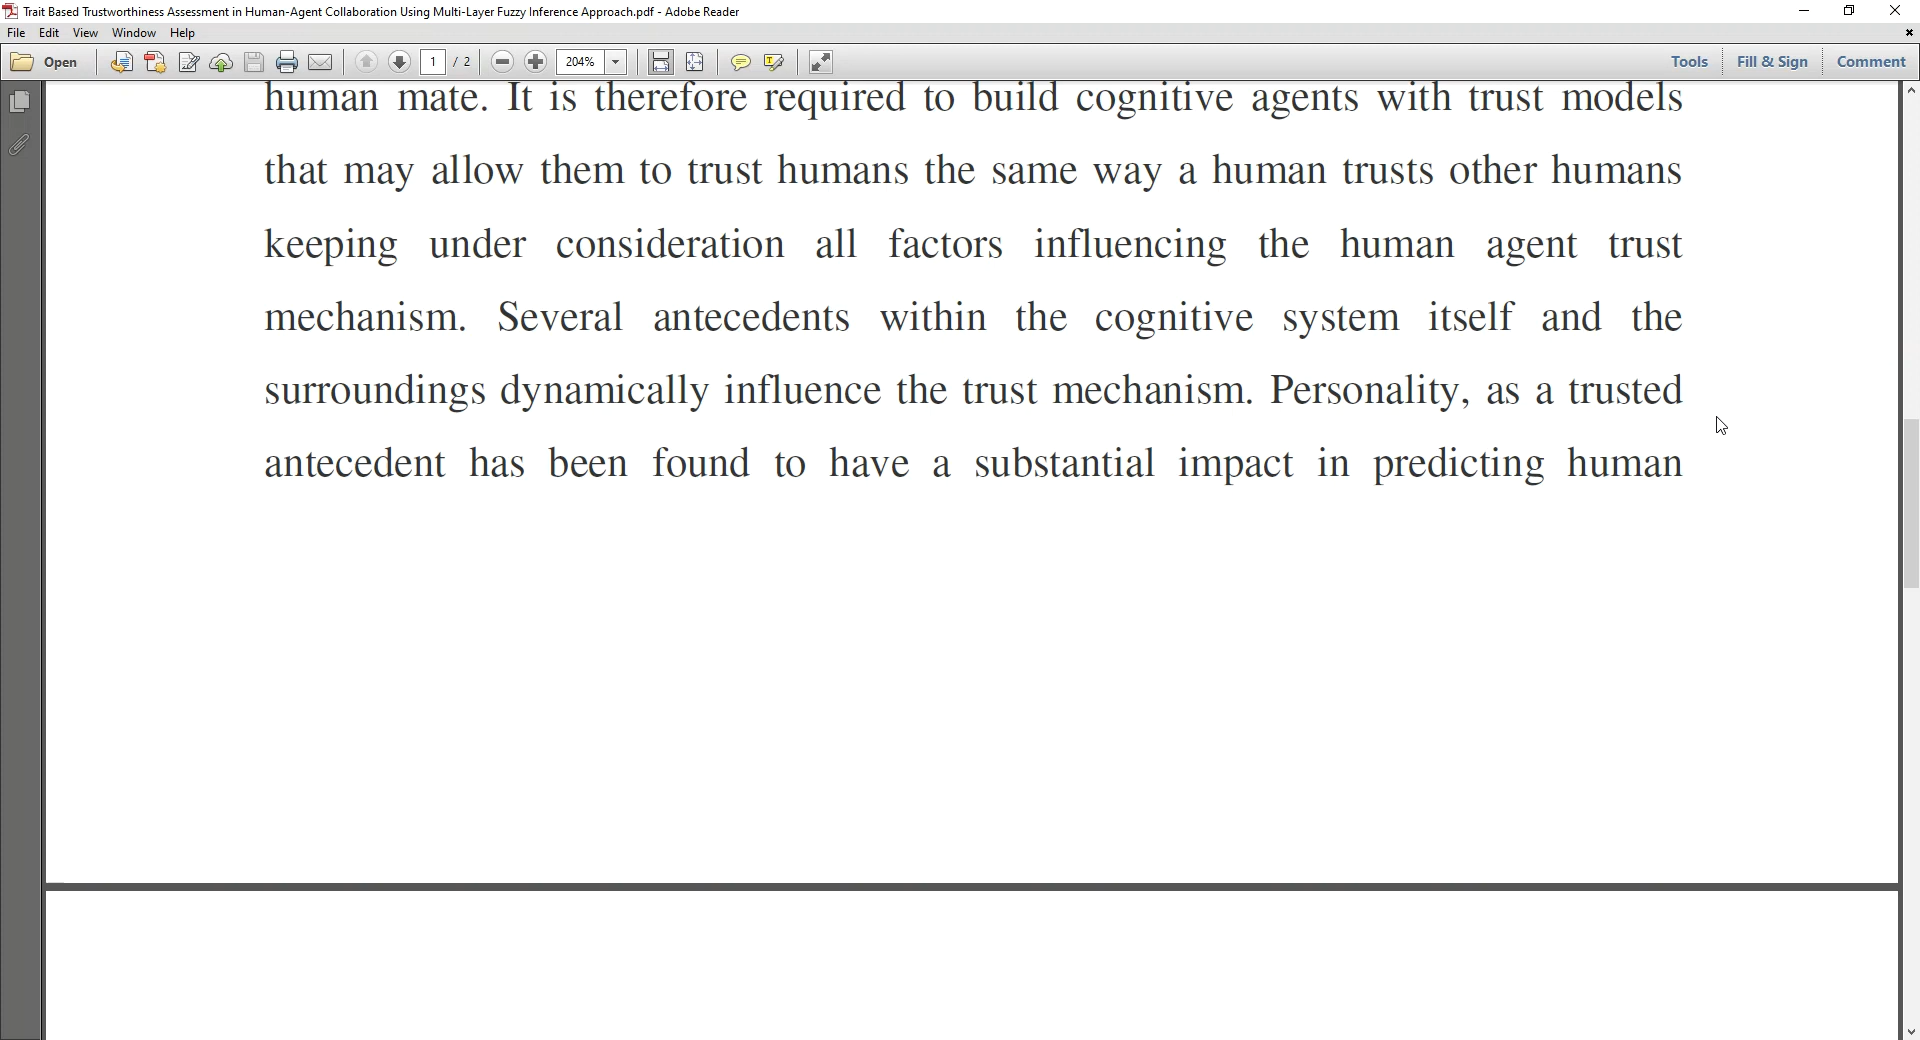 Trait Based Trustworthiness Assessment in Human-Agent Collaboration Using Multi-Layer Fuzzy Inference Approach.pdf - Adobe Reader
File Edit View Window Help
Open 1 / 2 204% Tools Fill & Sign Comment
human mate. It is therefore required to build cognitive agents with trust models
that may allow them to trust humans the same way a human trusts other humans
keeping under consideration all factors influencing the human agent trust
mechanism. Several antecedents within the cognitive system itself and the
surroundings dynamically influence the trust mechanism. Personality, as a trusted
antecedent has been found to have a substantial impact in predicting human